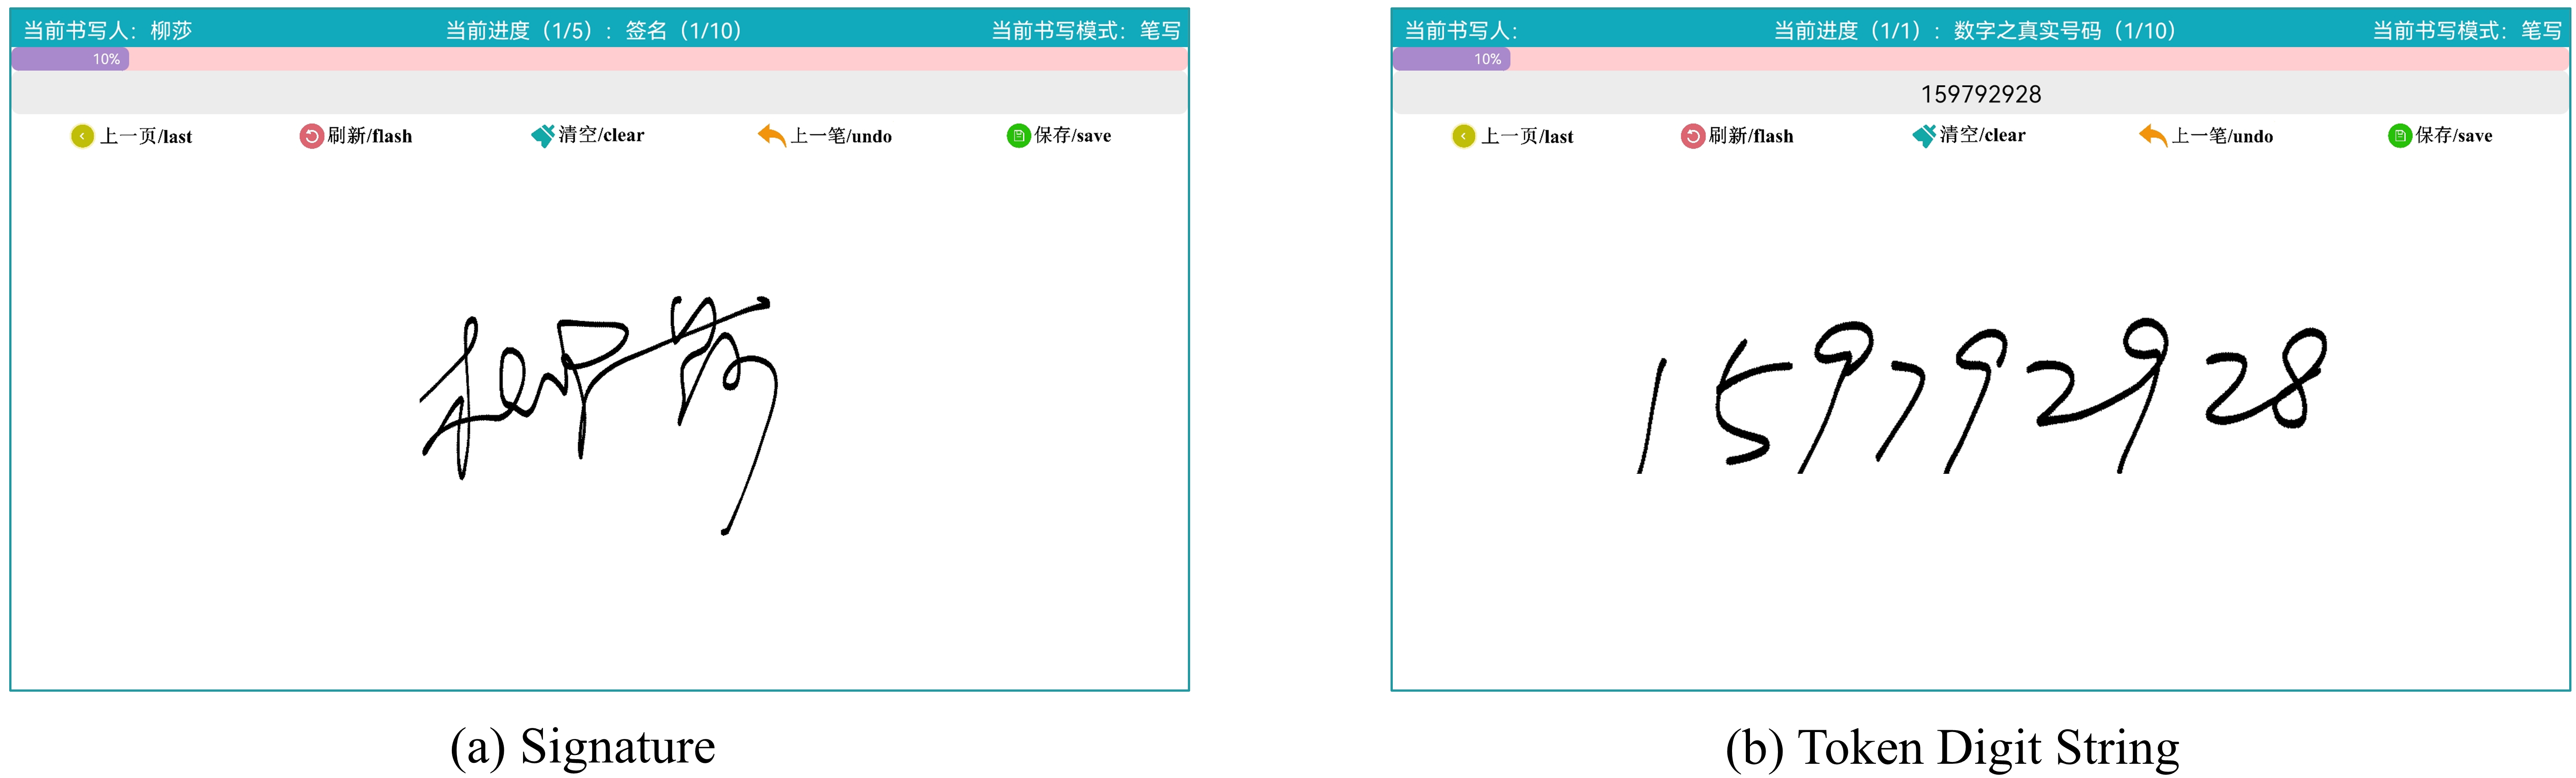 当前书写人：柳莎 当前进度（1/5）：签名（1/10） 当前书写模式：笔写
10%
上一页/last 刷新/flash 清空/clear 上一笔/undo 保存/save
柳莎
(a) Signature
当前书写人： 当前进度（1/1）：数字之真实号码（1/10） 当前书写模式：笔写
10%
159792928
上一页/last 刷新/flash 清空/clear 上一笔/undo 保存/save
159792928
(b) Token Digit String